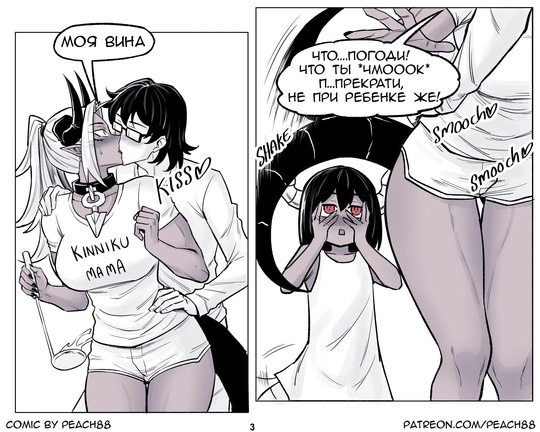 МОЯ ВИНА
KISS♡
KINNIKU
MAMA
ЧТО....ПОГОДИ!
ЧТО ТЫ *ЧМОООК*
П...ПРЕКРАТИ,
НЕ ПРИ РЕБЕНКЕ ЖЕ!
SHAKE
Smooch♡
Smooch♡
COMIC BY PEACH88
3
PATREON.COM/PEACH88